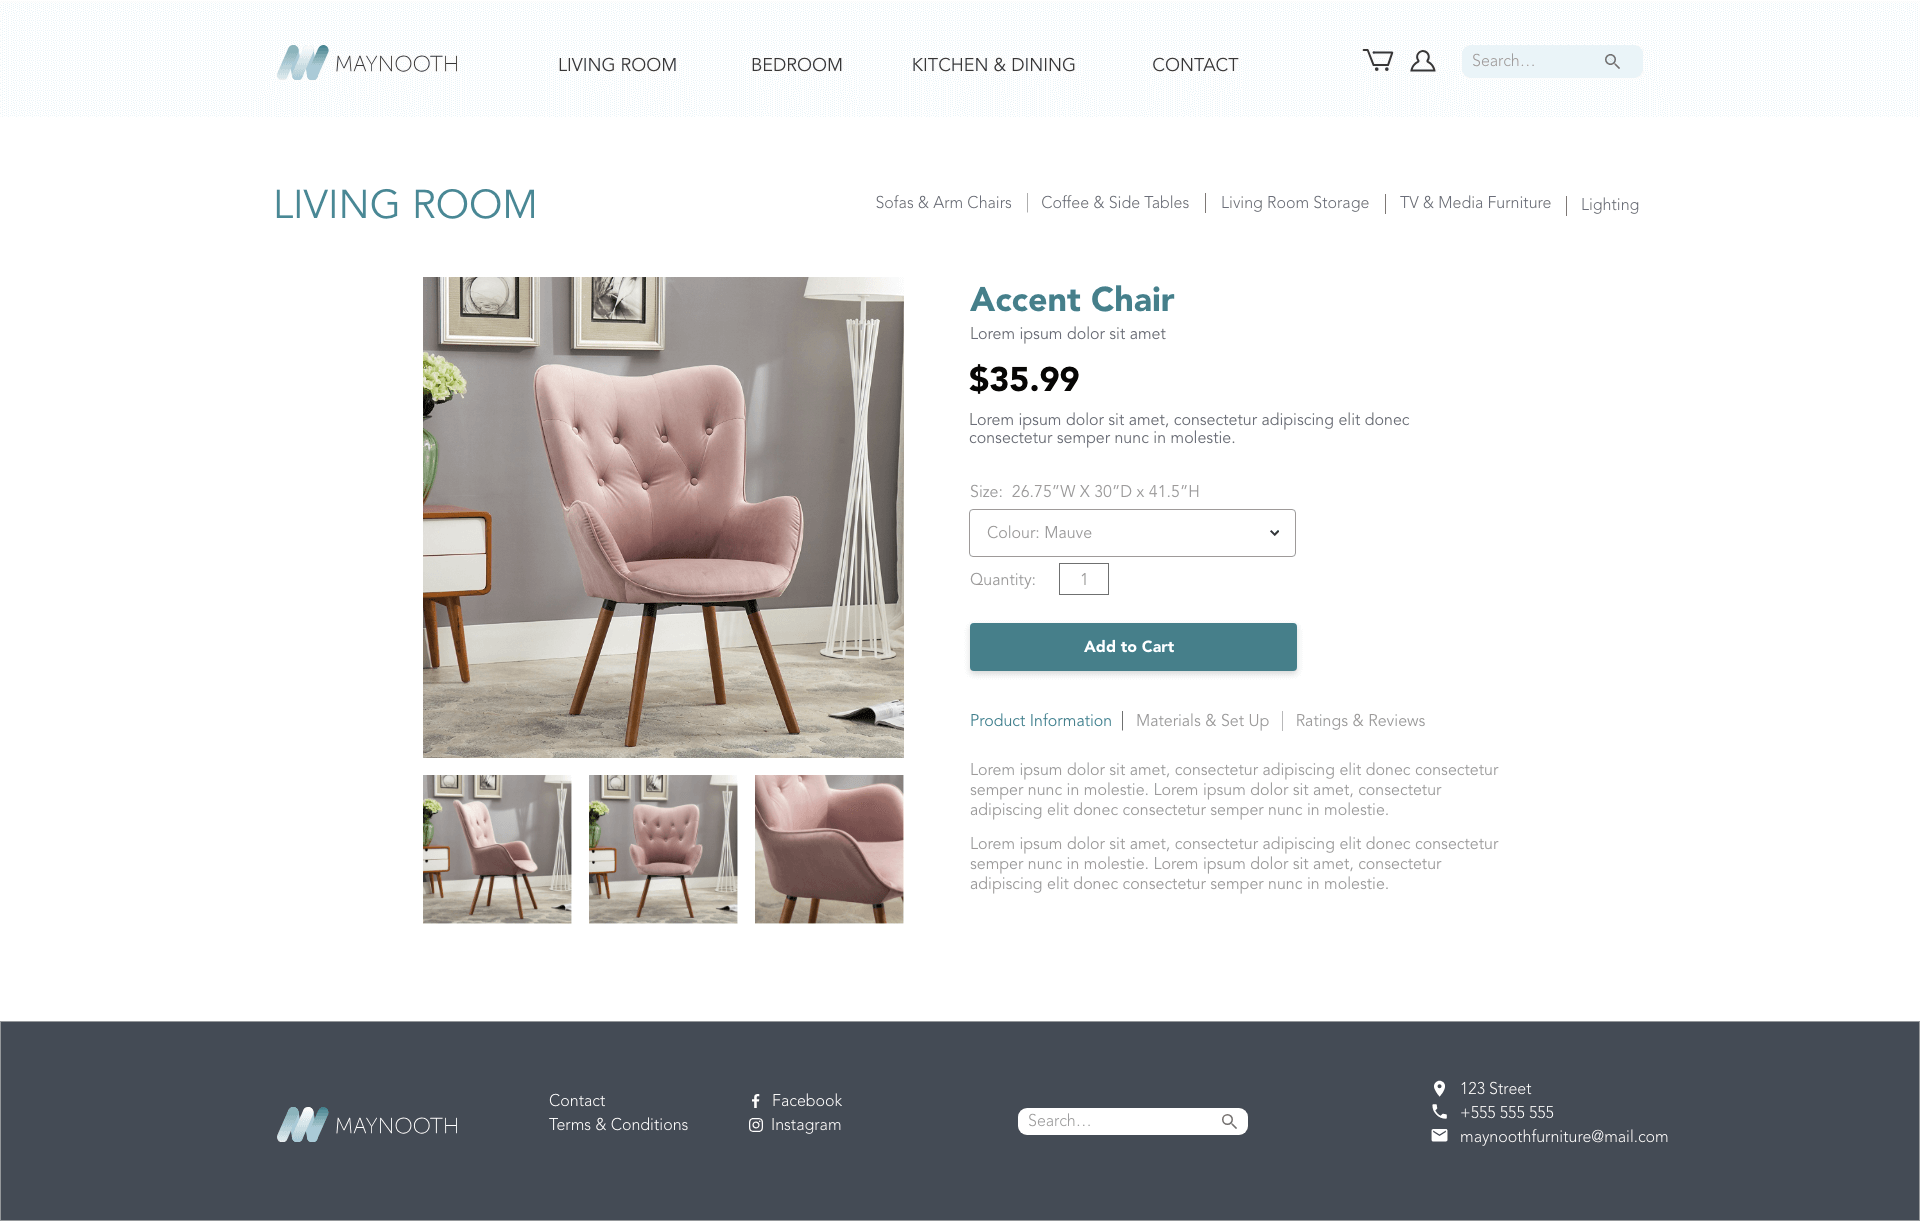 MAYNOOTH
LIVING ROOM
BEDROOM
KITCHEN & DINING
CONTACT
Search...
LIVING ROOM
Sofas & Arm Chairs
Coffee & Side Tables
Living Room Storage
TV & Media Furniture
Lighting
Accent Chair
Lorem ipsum dolor sit amet
$35.99
Lorem ipsum dolor sit amet, consectetur adipiscing elit donec
consectetur semper nunc in molestie.
Size: 26.75”W X 30”D x 41.5”H
Colour: Mauve
Quantity: 1
Add to Cart
Product Information
Materials & Set Up
Ratings & Reviews
Lorem ipsum dolor sit amet, consectetur adipiscing elit donec consectetur
semper nunc in molestie. Lorem ipsum dolor sit amet, consectetur
adipiscing elit donec consectetur semper nunc in molestie.
Lorem ipsum dolor sit amet, consectetur adipiscing elit donec consectetur
semper nunc in molestie. Lorem ipsum dolor sit amet, consectetur
adipiscing elit donec consectetur semper nunc in molestie.
MAYNOOTH
Contact
Terms & Conditions
Facebook
Instagram
Search...
123 Street
+555 555 555
maynoothfurniture@mail.com